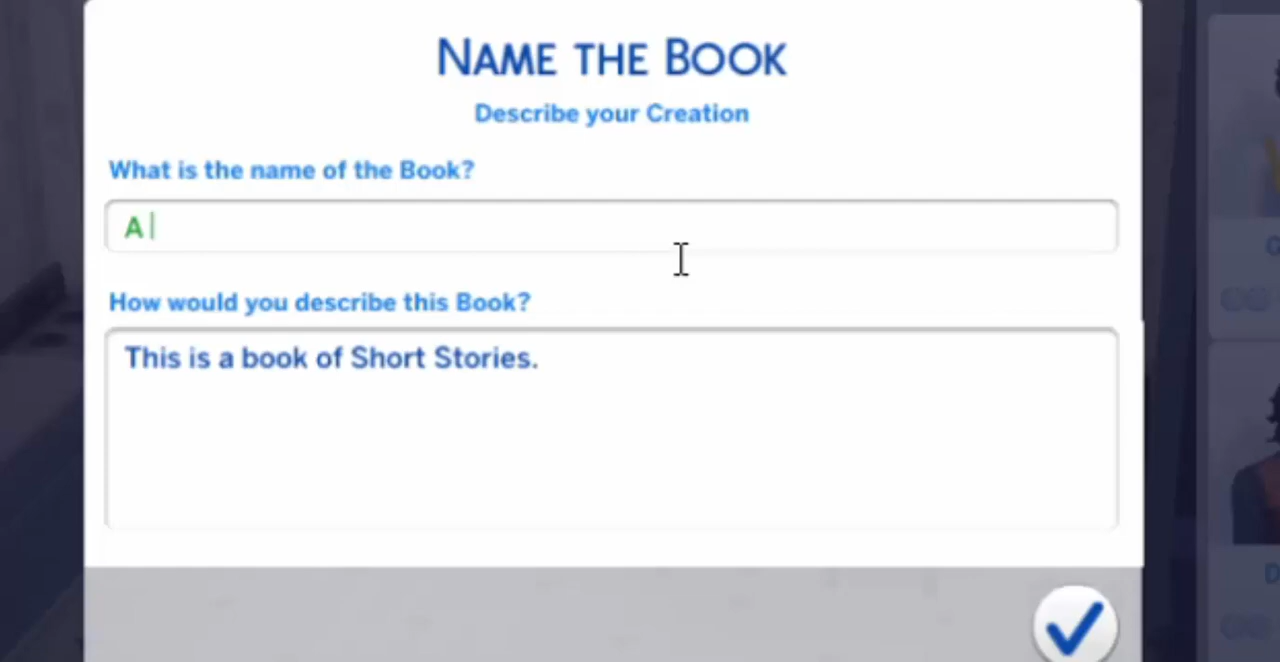 NAME THE BOOK
Describe your Creation
What is the name of the Book?
A
How would you describe this Book?
This is a book of Short Stories.